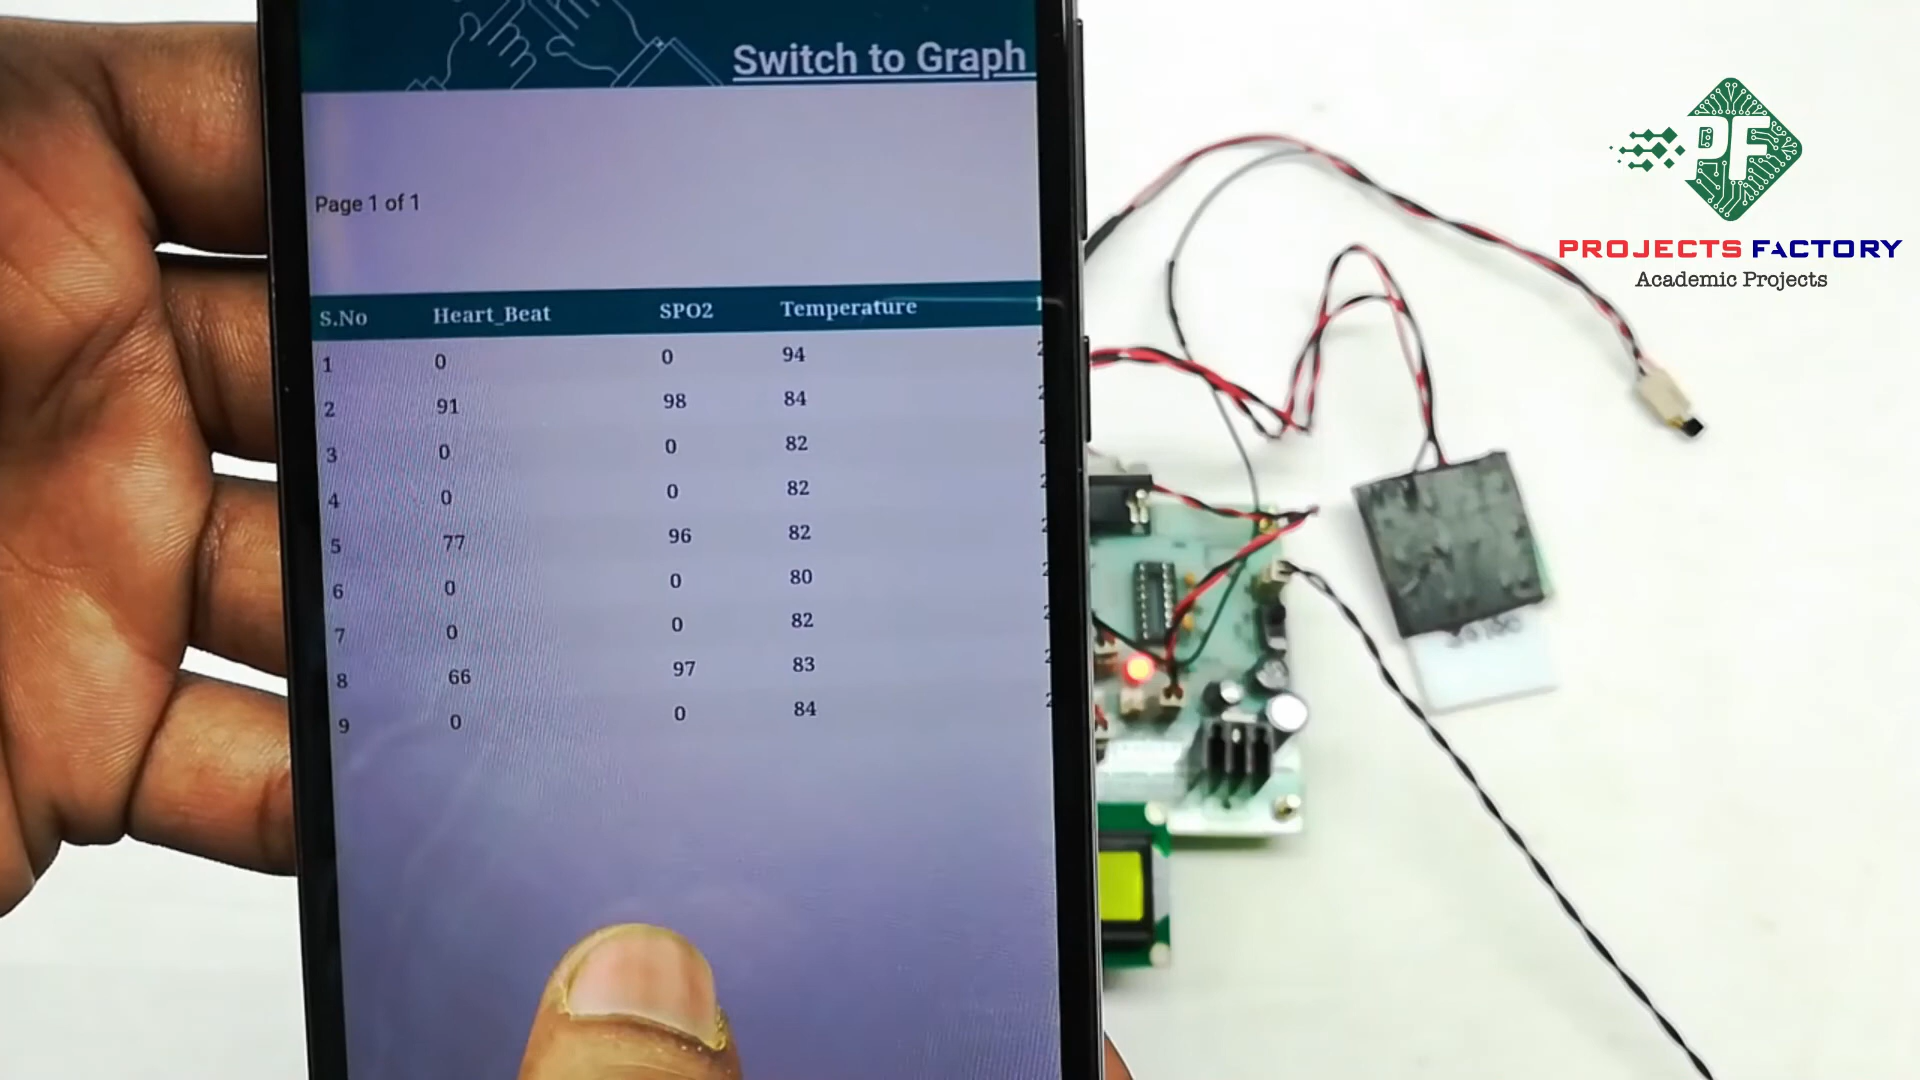 Switch to Graph
Page 1 of 1
S.No Heart_Beat SPO2 Temperature
1 0 0 94
2 91 98 84
3 0 0 82
4 0 0 82
5 77 96 82
6 0 0 80
7 0 0 82
8 66 97 83
9 0 0 84
PF
PROJECTS FACTORY
Academic Projects